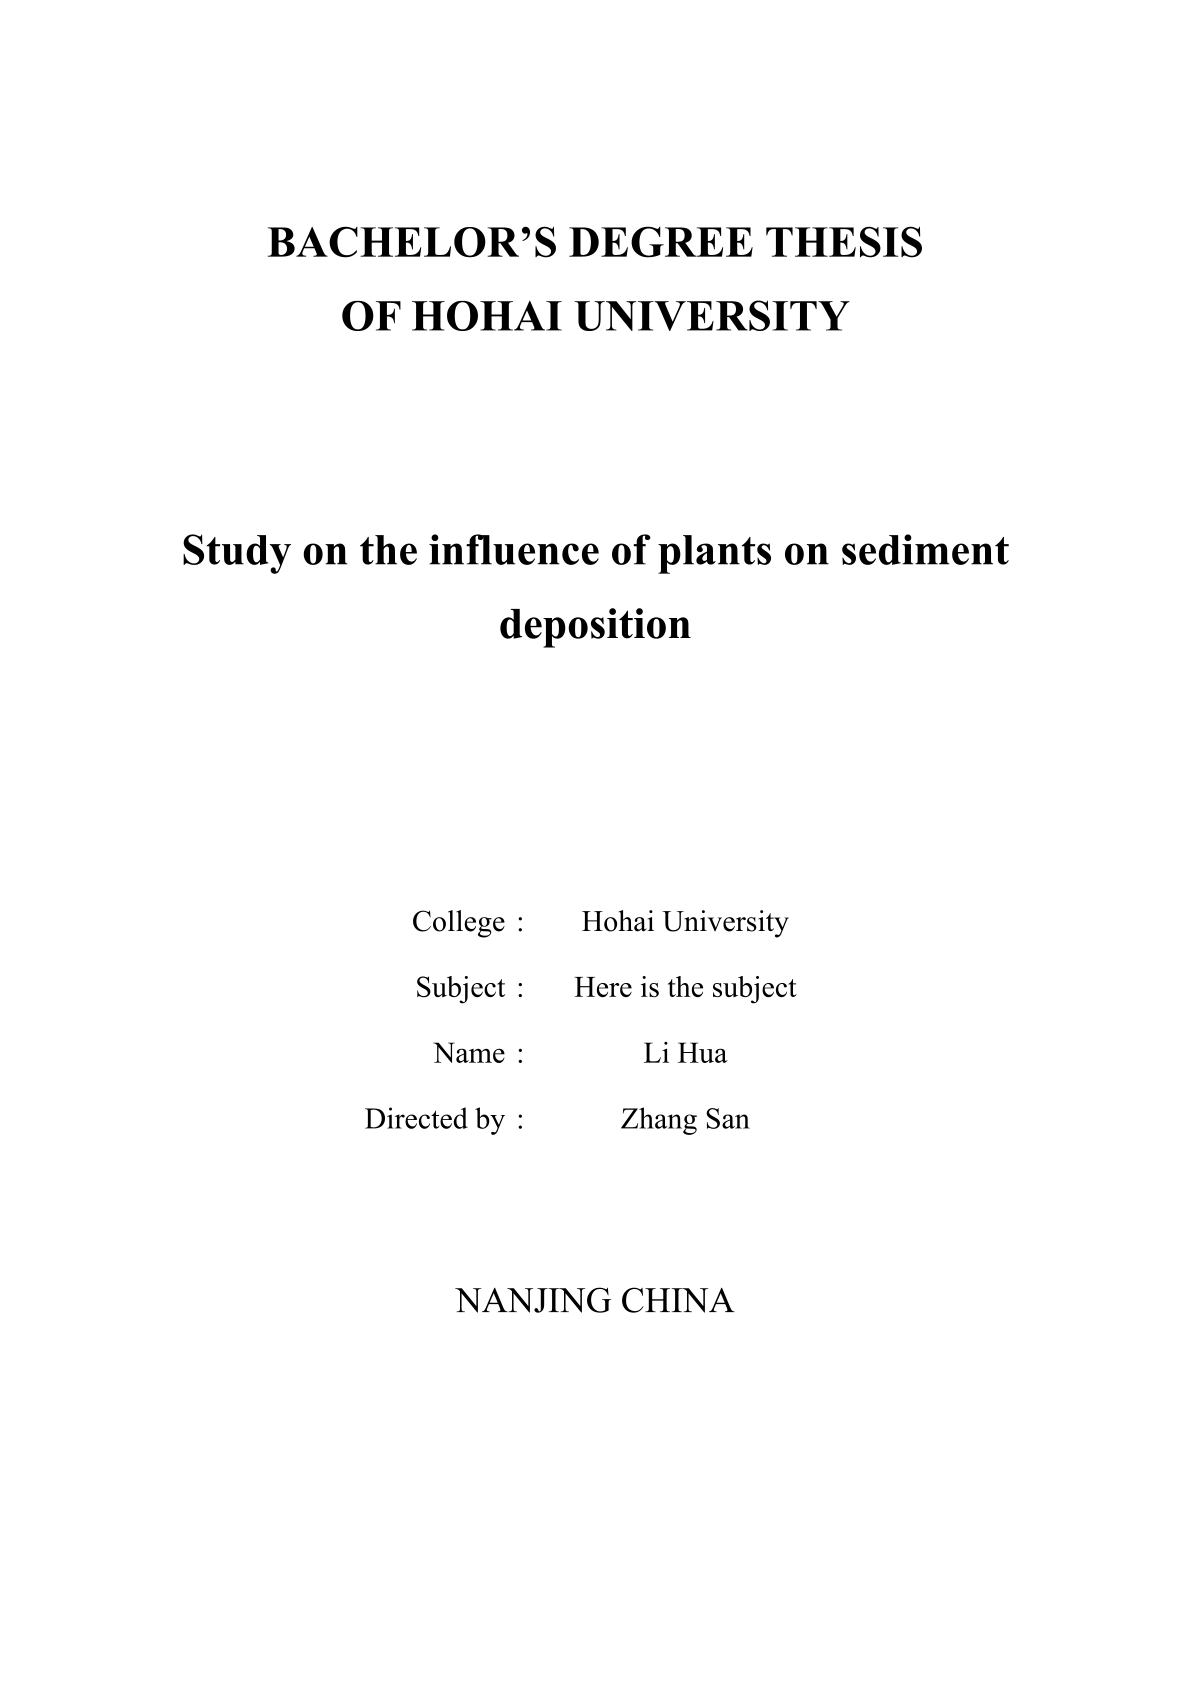 BACHELOR’S DEGREE THESIS
OF HOHAI UNIVERSITY
Study on the influence of plants on sediment
deposition
College : Hohai University
Subject : Here is the subject
Name : Li Hua
Directed by : Zhang San
NANJING CHINA